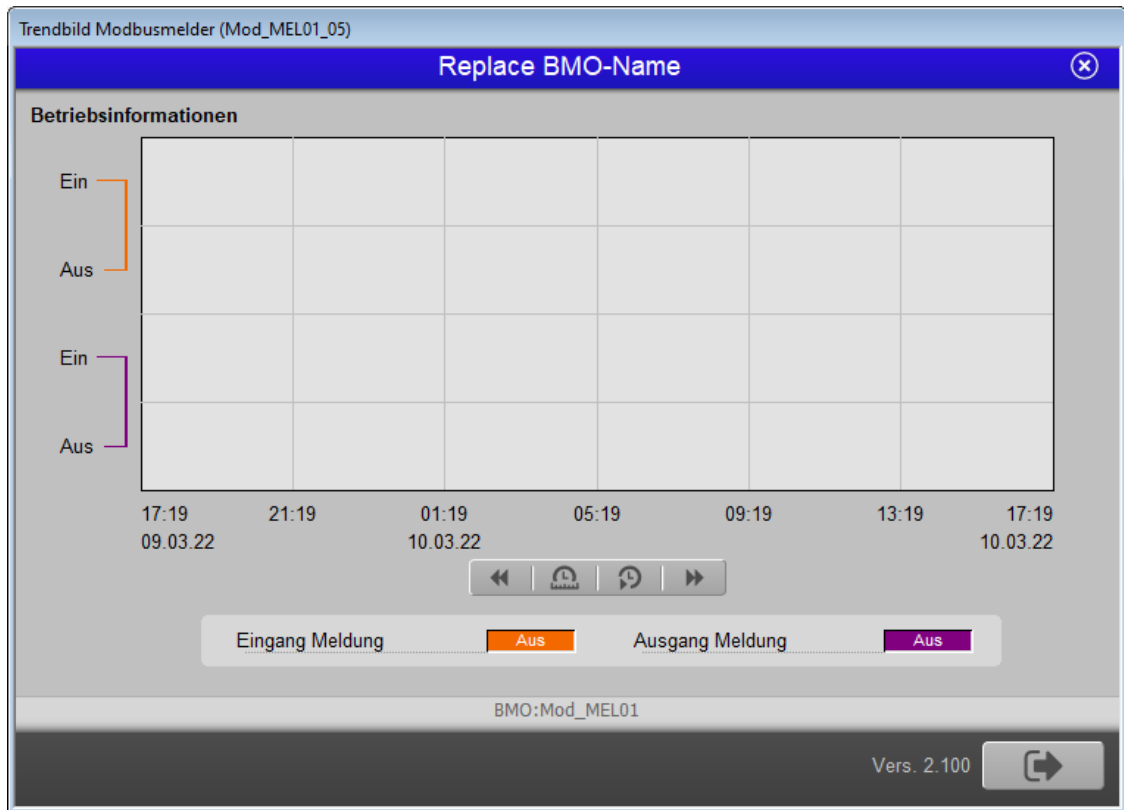 Trendbild Modbusmelder (Mod_MEL01_05)
Replace BMO-Name
Betriebsinformationen
Ein
Aus
Ein
Aus
17:19 21:19 01:19 05:19 09:19 13:19 17:19
09.03.22 10.03.22 10.03.22
Eingang Meldung Aus Ausgang Meldung Aus
BMO:Mod_MEL01
Vers. 2.100